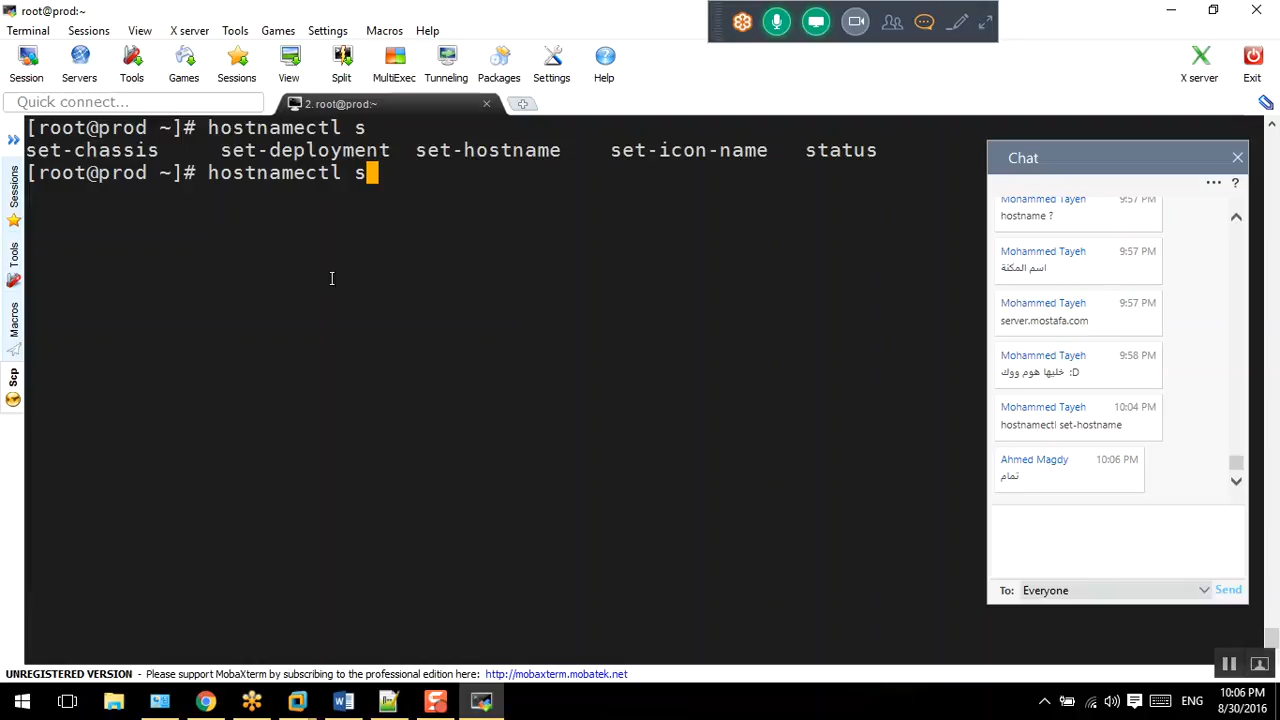 root@prod:~
Terminal Sessions View X server Tools Games Settings Macros Help
Session Servers Tools Games Sessions View Split MultiExec Tunneling Packages Settings Help X server Exit
Quick connect...
2. root@prod:~
[root@prod ~]# hostnamectl s
set-chassis set-deployment set-hostname set-icon-name status
[root@prod ~]# hostnamectl s
Sessions
Tools
Macros
Scp
Chat
... ?
Mohammed Tayeh 9:57 PM
hostname ?
Mohammed Tayeh 9:57 PM
اسم المكنة
Mohammed Tayeh 9:57 PM
server.mostafa.com
Mohammed Tayeh 9:58 PM
خليها هوم ووك :D
Mohammed Tayeh 10:04 PM
hostnamectl set-hostname
Ahmed Magdy 10:06 PM
تمام
To: Everyone Send
UNREGISTERED VERSION - Please support MobaXterm by subscribing to the professional edition here: http://mobaxterm.mobatek.net
ENG
10:06 PM
8/30/2016